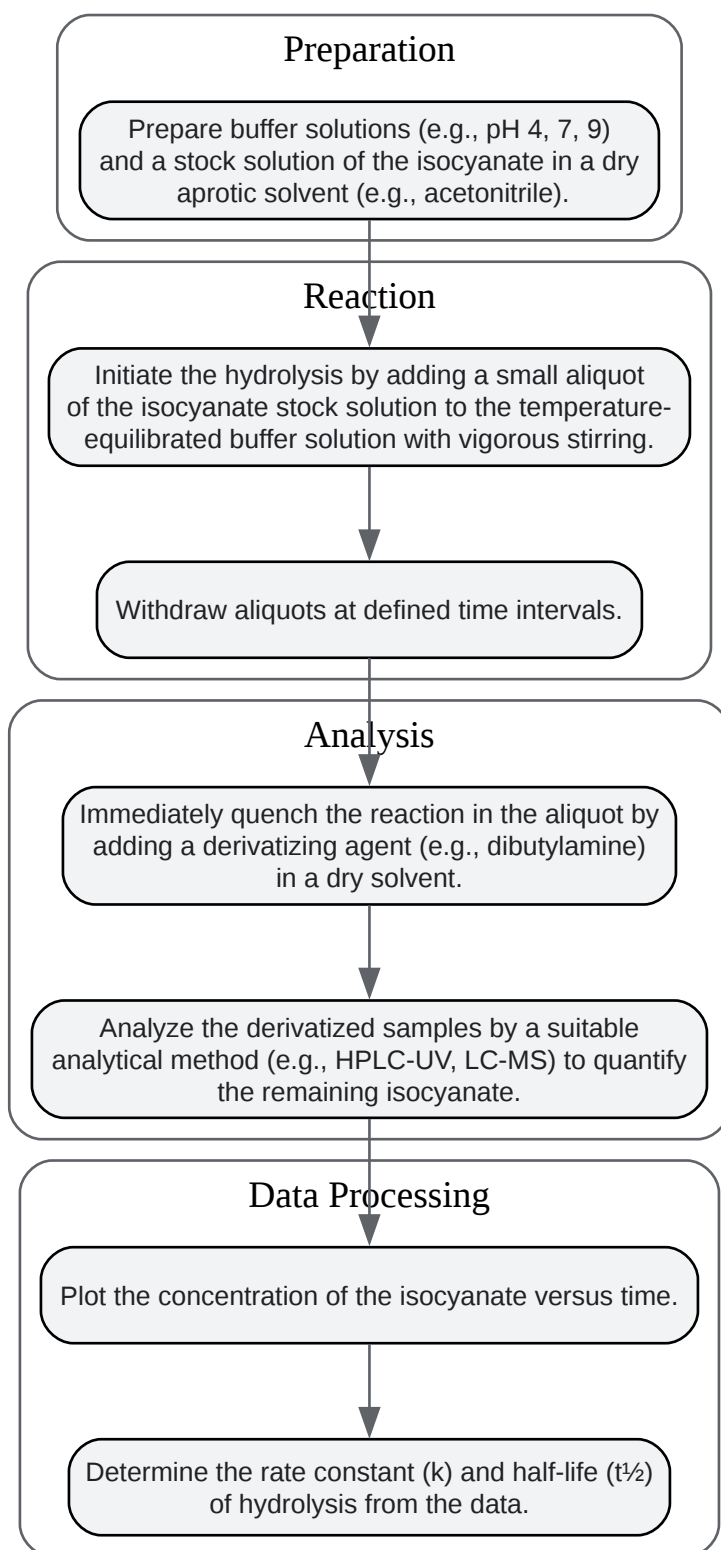 Preparation
Prepare buffer solutions (e.g., pH 4, 7, 9)
and a stock solution of the isocyanate in a dry
aprotic solvent (e.g., acetonitrile).
Reaction
Initiate the hydrolysis by adding a small aliquot
of the isocyanate stock solution to the temperature-
equilibrated buffer solution with vigorous stirring.
Withdraw aliquots at defined time intervals.
Analysis
Immediately quench the reaction in the aliquot by
adding a derivatizing agent (e.g., dibutylamine)
in a dry solvent.
Analyze the derivatized samples by a suitable
analytical method (e.g., HPLC-UV, LC-MS) to quantify
the remaining isocyanate.
Data Processing
Plot the concentration of the isocyanate versus time.
Determine the rate constant (k) and half-life (t½)
of hydrolysis from the data.